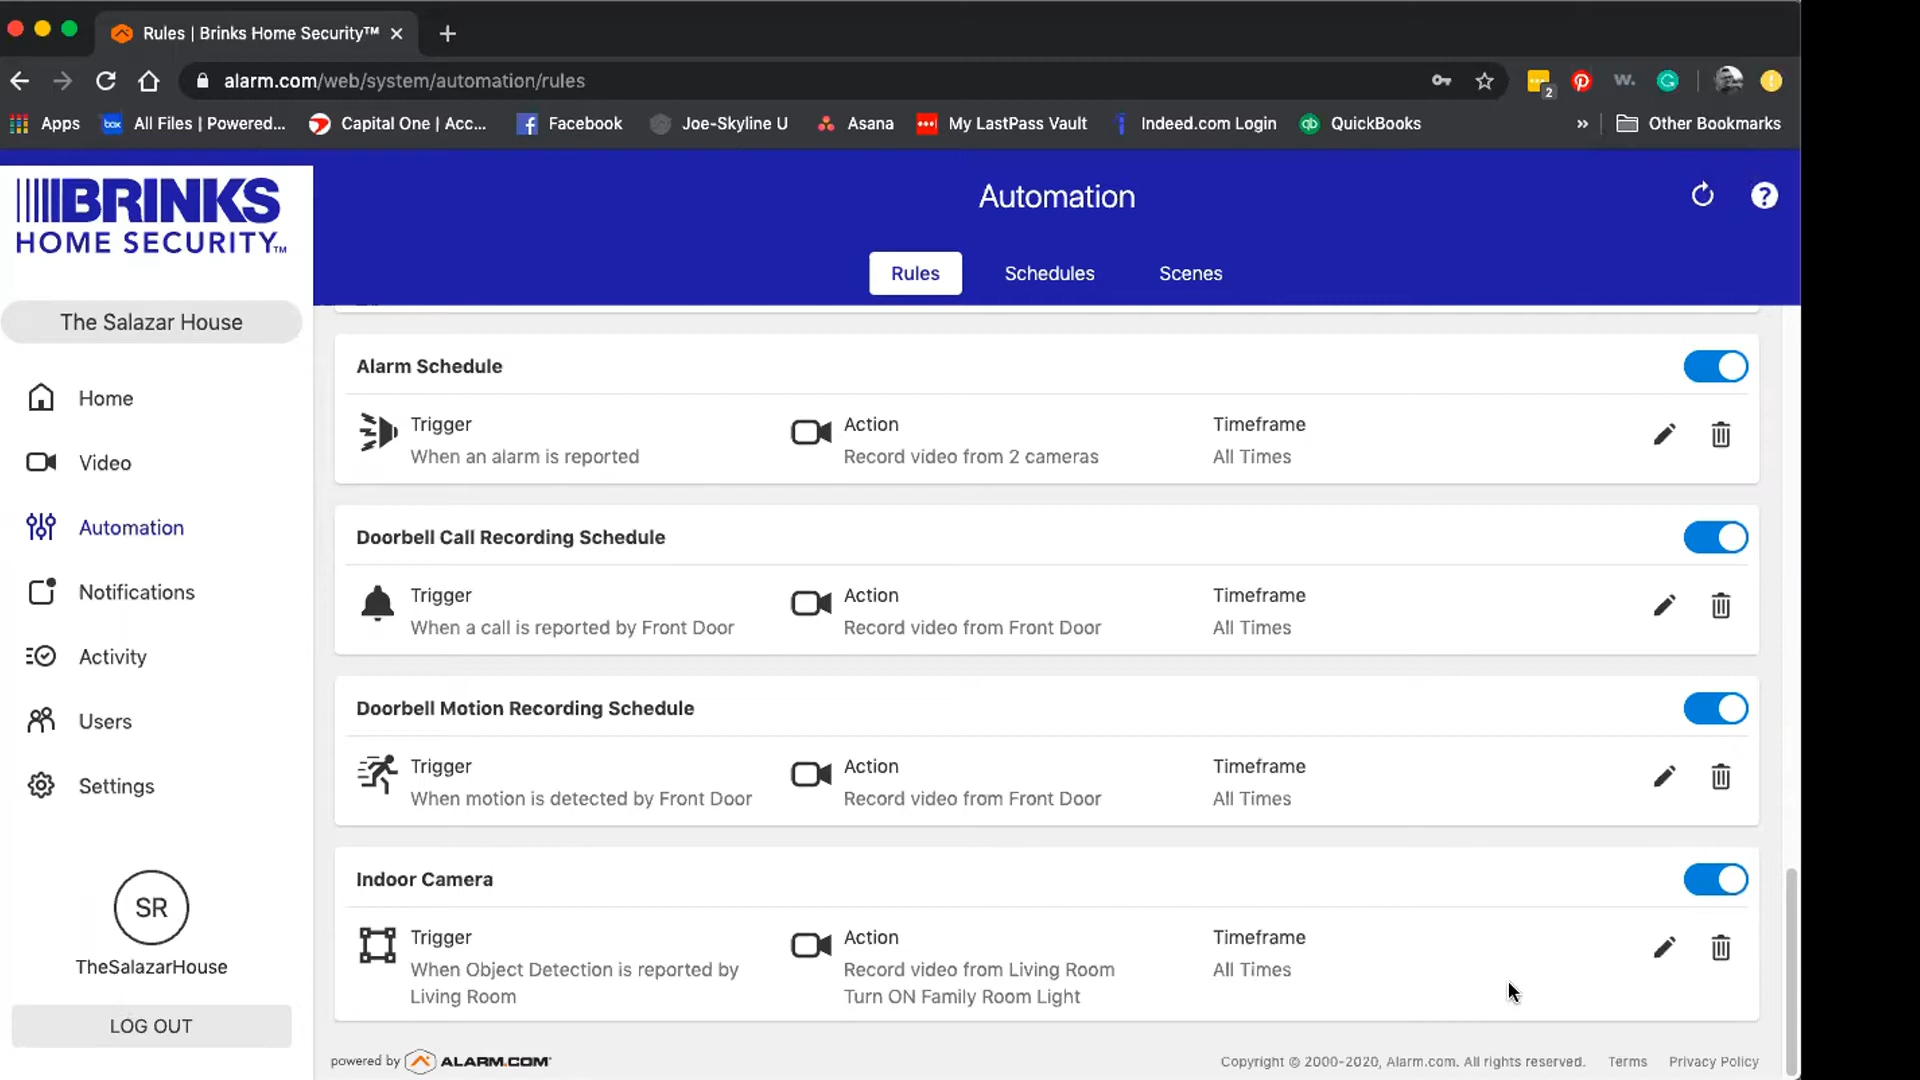 Rules | Brinks Home Security™
alarm.com/web/system/automation/rules
2
W.
Apps
box
All Files | Powered...
Capital One | Acc...
Facebook
Joe-Skyline U
Asana
My LastPass Vault
Indeed.com Login
qb
QuickBooks
»
Other Bookmarks
BRINKS
HOME SECURITY™
Automation
?
Rules
Schedules
Scenes
The Salazar House
Home
Video
Automation
Notifications
Activity
Users
Settings
SR
TheSalazarHouse
LOG OUT
Alarm Schedule
Trigger
When an alarm is reported
Action
Record video from 2 cameras
Timeframe
All Times
Doorbell Call Recording Schedule
Trigger
When a call is reported by Front Door
Action
Record video from Front Door
Timeframe
All Times
Doorbell Motion Recording Schedule
Trigger
When motion is detected by Front Door
Action
Record video from Front Door
Timeframe
All Times
Indoor Camera
Trigger
When Object Detection is reported by
Living Room
Action
Record video from Living Room
Turn ON Family Room Light
Timeframe
All Times
powered by ALARM.COM
Copyright © 2000-2020, Alarm.com. All rights reserved.
Terms
Privacy Policy